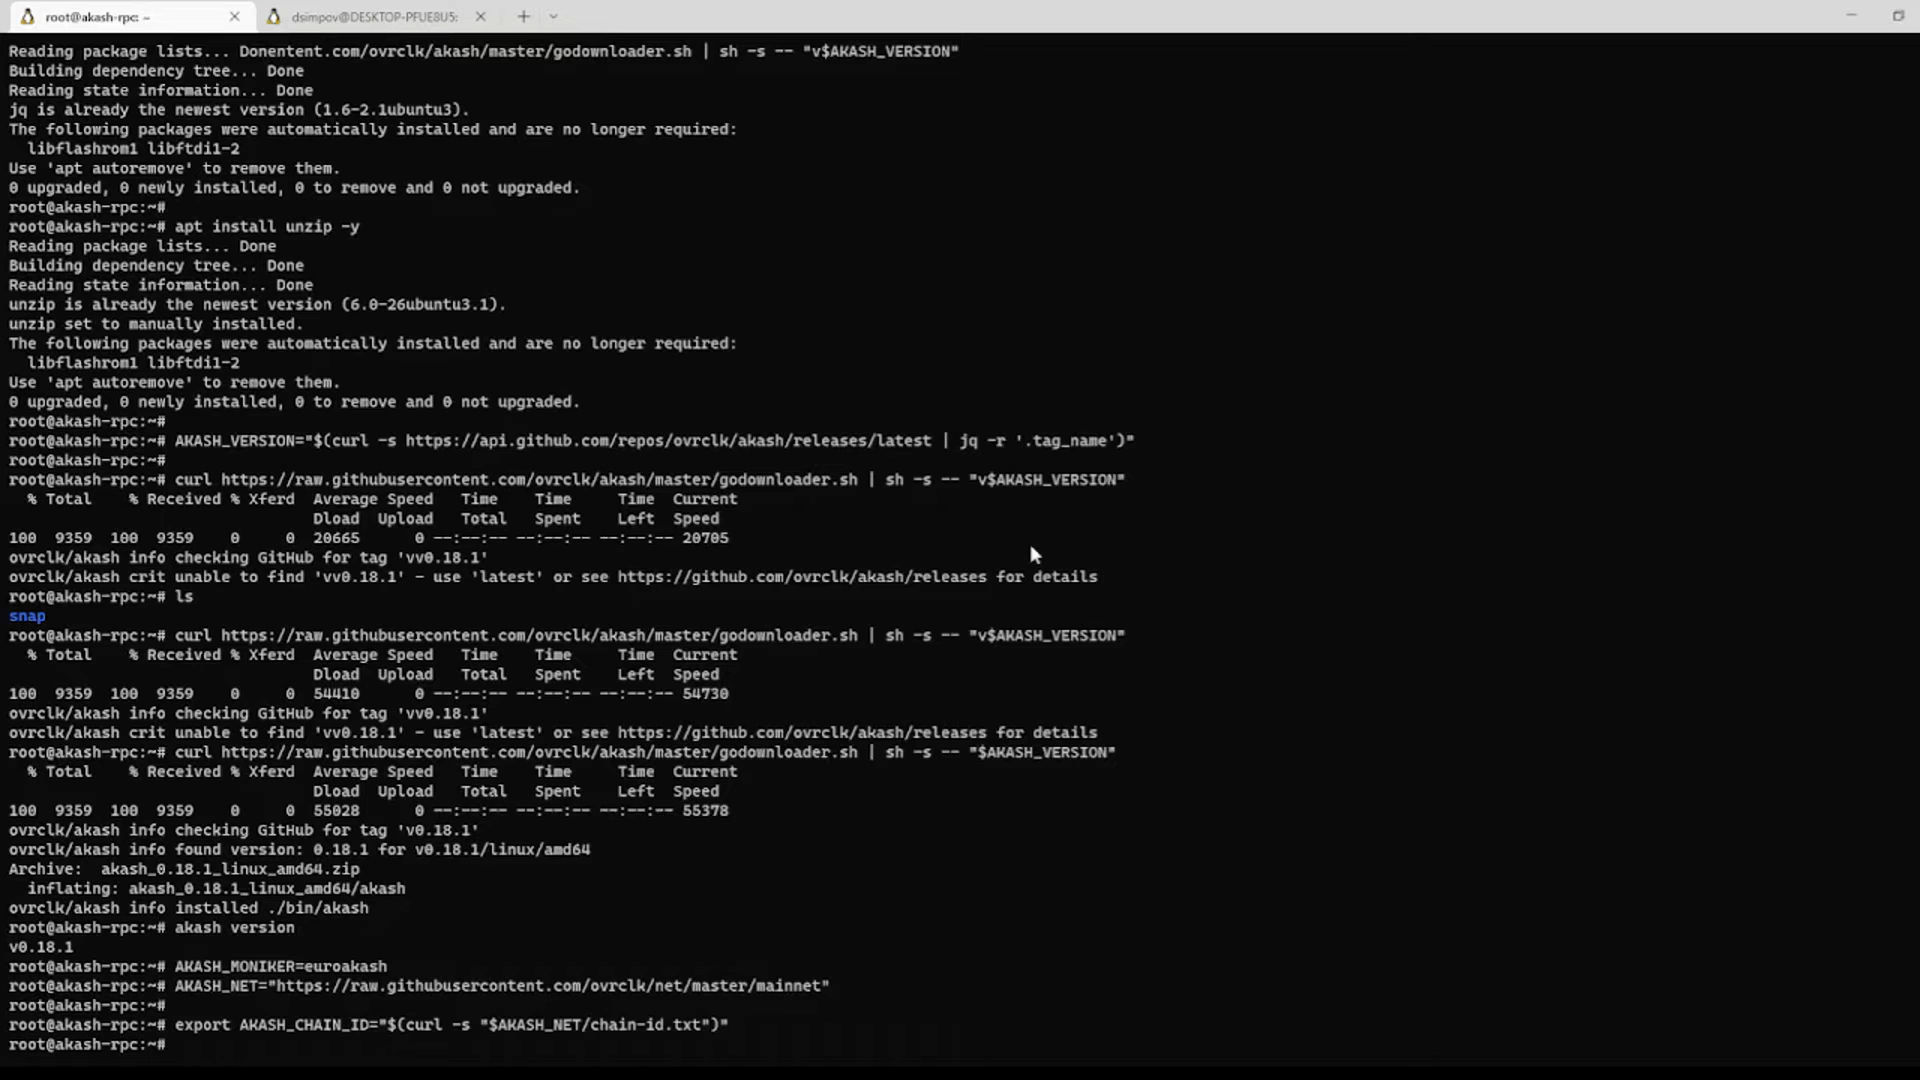 root@akash-rpc: ~
dsimpov@DESKTOP-PFUE8U5:
Reading package lists... Donentent.com/ovrclk/akash/master/godownloader.sh | sh -s -- "v$AKASH_VERSION"
Building dependency tree... Done
Reading state information... Done
jq is already the newest version (1.6-2.1ubuntu3).
The following packages were automatically installed and are no longer required:
  libflashrom1 libftdi1-2
Use 'apt autoremove' to remove them.
0 upgraded, 0 newly installed, 0 to remove and 0 not upgraded.
root@akash-rpc:~#
root@akash-rpc:~# apt install unzip -y
Reading package lists... Done
Building dependency tree... Done
Reading state information... Done
unzip is already the newest version (6.0-26ubuntu3.1).
unzip set to manually installed.
The following packages were automatically installed and are no longer required:
  libflashrom1 libftdi1-2
Use 'apt autoremove' to remove them.
0 upgraded, 0 newly installed, 0 to remove and 0 not upgraded.
root@akash-rpc:~#
root@akash-rpc:~# AKASH_VERSION="$(curl -s https://api.github.com/repos/ovrclk/akash/releases/latest | jq -r '.tag_name')"
root@akash-rpc:~#
root@akash-rpc:~# curl https://raw.githubusercontent.com/ovrclk/akash/master/godownloader.sh | sh -s -- "v$AKASH_VERSION"
  % Total    % Received % Xferd  Average Speed   Time    Time     Time  Current
                                 Dload  Upload   Total   Spent    Left  Speed
100  9359  100  9359    0     0  20665      0 --:--:-- --:--:-- --:--:-- 20705
ovrclk/akash info checking GitHub for tag 'vv0.18.1'
ovrclk/akash crit unable to find 'vv0.18.1' - use 'latest' or see https://github.com/ovrclk/akash/releases for details
root@akash-rpc:~# ls
snap
root@akash-rpc:~# curl https://raw.githubusercontent.com/ovrclk/akash/master/godownloader.sh | sh -s -- "v$AKASH_VERSION"
  % Total    % Received % Xferd  Average Speed   Time    Time     Time  Current
                                 Dload  Upload   Total   Spent    Left  Speed
100  9359  100  9359    0     0  54410      0 --:--:-- --:--:-- --:--:-- 54730
ovrclk/akash info checking GitHub for tag 'vv0.18.1'
ovrclk/akash crit unable to find 'vv0.18.1' - use 'latest' or see https://github.com/ovrclk/akash/releases for details
root@akash-rpc:~# curl https://raw.githubusercontent.com/ovrclk/akash/master/godownloader.sh | sh -s -- "$AKASH_VERSION"
  % Total    % Received % Xferd  Average Speed   Time    Time     Time  Current
                                 Dload  Upload   Total   Spent    Left  Speed
100  9359  100  9359    0     0  55028      0 --:--:-- --:--:-- --:--:-- 55378
ovrclk/akash info checking GitHub for tag 'v0.18.1'
ovrclk/akash info found version: 0.18.1 for v0.18.1/linux/amd64
Archive:  akash_0.18.1_linux_amd64.zip
  inflating: akash_0.18.1_linux_amd64/akash
ovrclk/akash info installed ./bin/akash
root@akash-rpc:~# akash version
v0.18.1
root@akash-rpc:~# AKASH_MONIKER=euroakash
root@akash-rpc:~# AKASH_NET="https://raw.githubusercontent.com/ovrclk/net/master/mainnet"
root@akash-rpc:~#
root@akash-rpc:~# export AKASH_CHAIN_ID="$(curl -s "$AKASH_NET/chain-id.txt")"
root@akash-rpc:~#